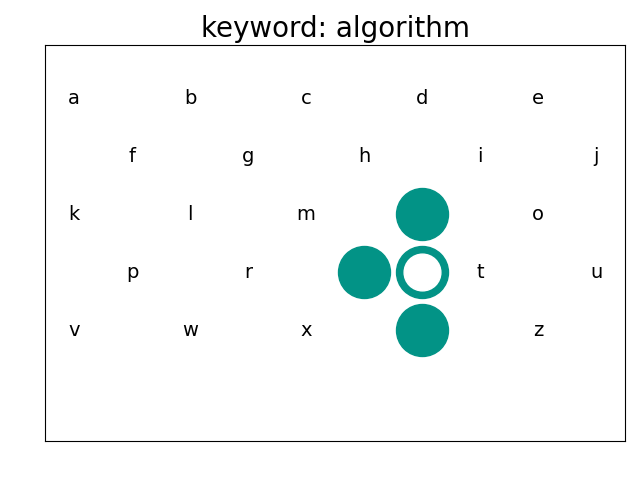 keyword: algorithm
a b c d e
f g h i j
k l m o
p r t u
v w x z